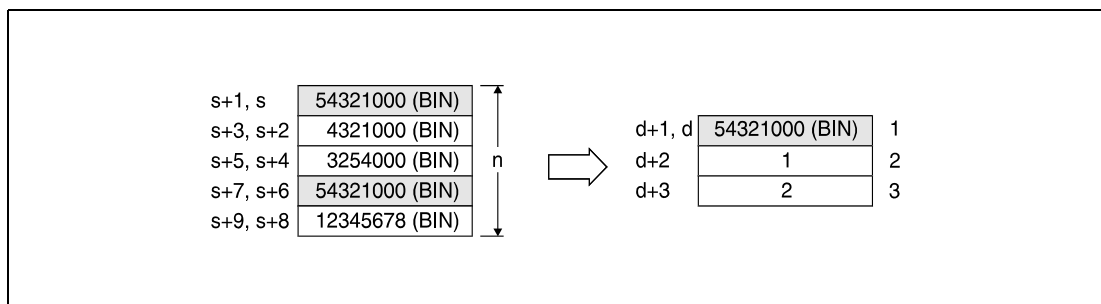 s+1, s 54321000 (BIN)
s+3, s+2 4321000 (BIN)
s+5, s+4 3254000 (BIN)
s+7, s+6 54321000 (BIN)
s+9, s+8 12345678 (BIN)
n
d+1, d 54321000 (BIN) 1
d+2 1 2
d+3 2 3